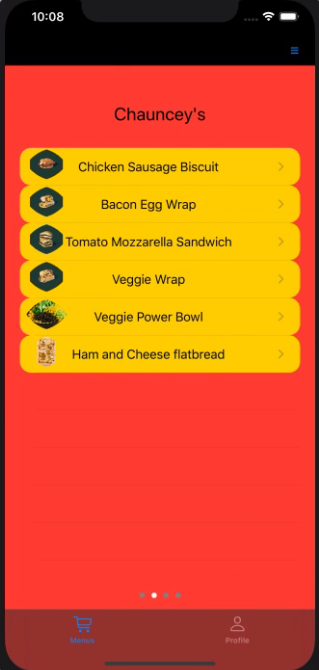 10:08
Chauncey's
Chicken Sausage Biscuit
Bacon Egg Wrap
Tomato Mozzarella Sandwich
Veggie Wrap
Veggie Power Bowl
Ham and Cheese flatbread
Menus
Profile